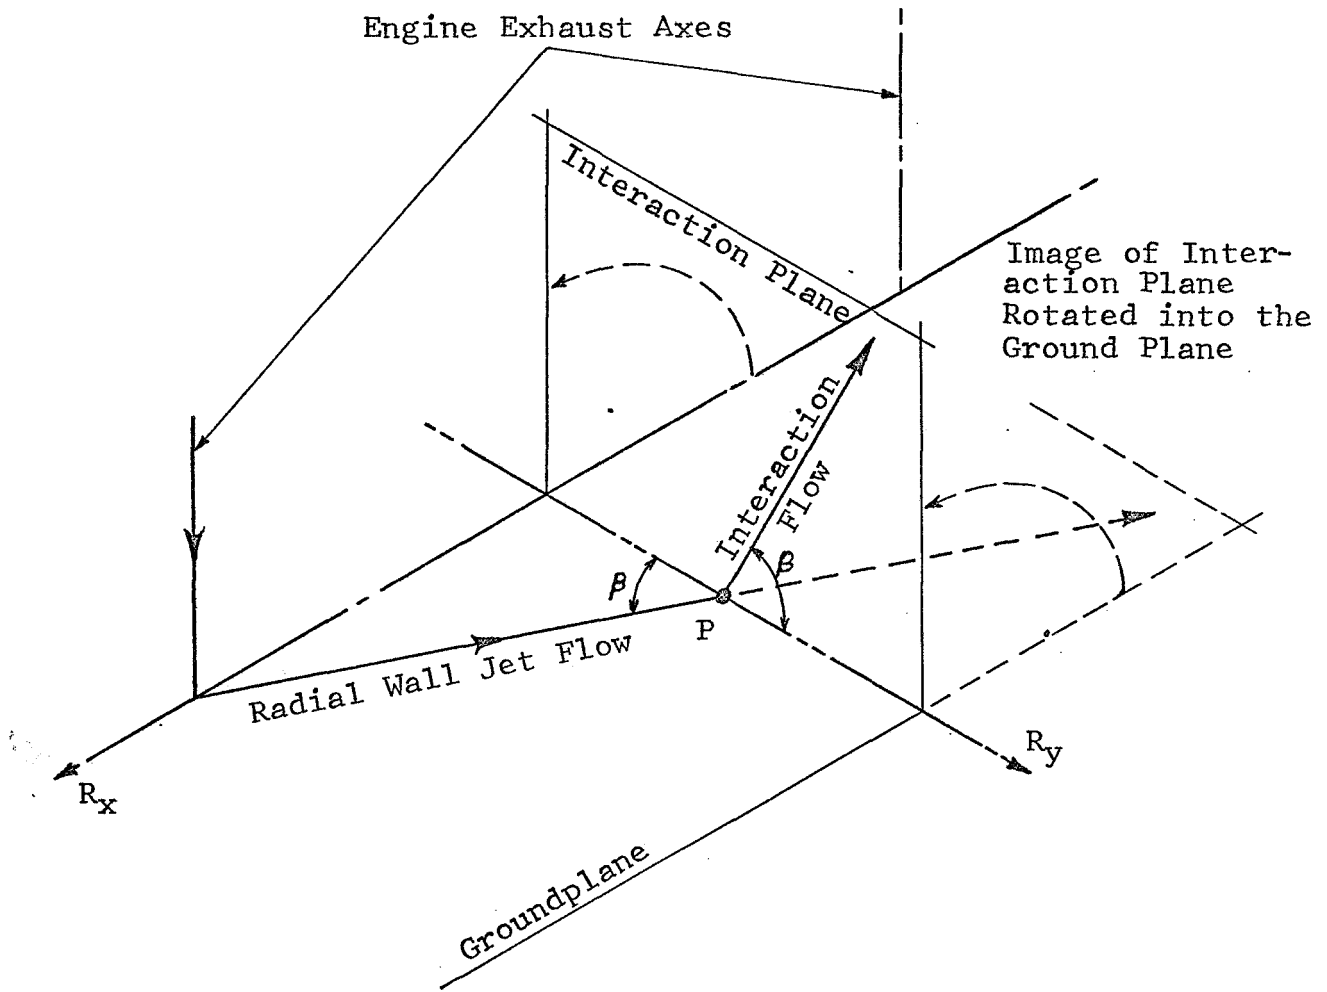 Engine Exhaust Axes
Interaction Plane
Image of Inter-
action Plane
Rotated into the
Ground Plane
Interaction
Flow
β
β
P
Radial Wall Jet Flow
Rx
Ry
Groundplane